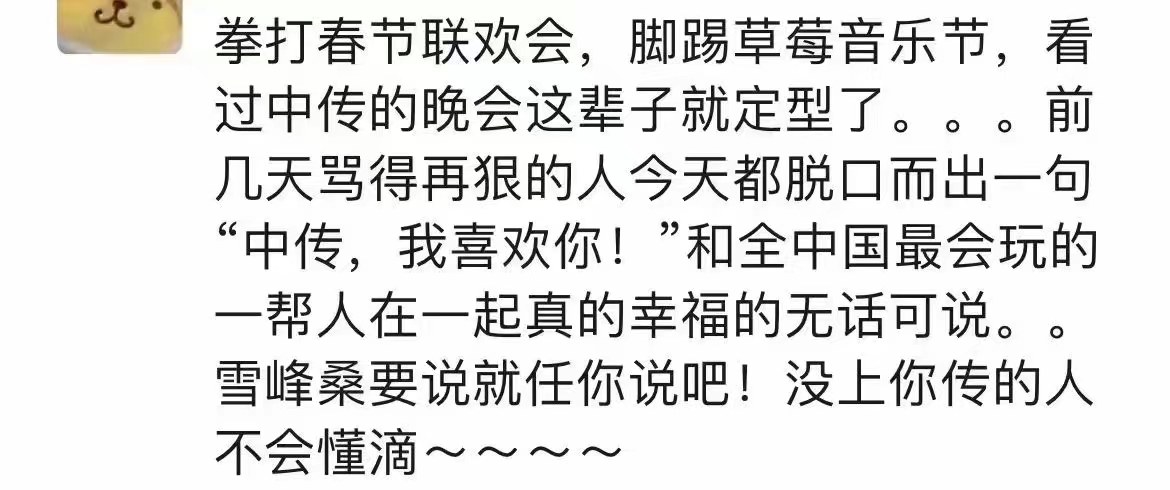 拳打春节联欢会，脚踢草莓音乐节，看
过中传的晚会这辈子就定型了。。。前
几天骂得再狠的人今天都脱口而出一句
“中传，我喜欢你！”和全中国最会玩的
一帮人在一起真的幸福的无话可说。。
雪峰桑要说就任你说吧！没上你传的人
不会懂滴～～～～